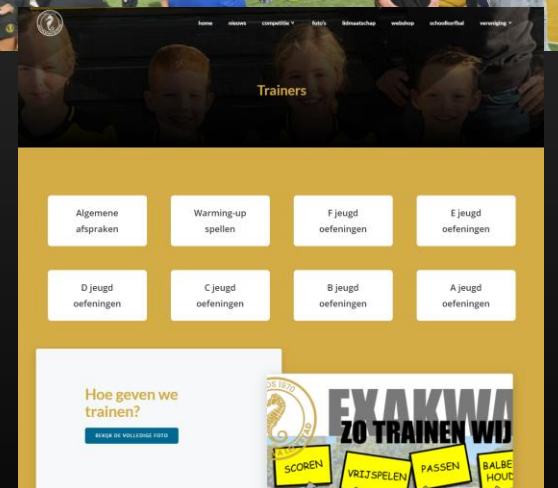 home nieuws competitie foto's lidmaatschap webshop schoolkorfbal vereniging
Trainers
Algemene
afspraken
Warming-up
spellen
F jeugd
oefeningen
E jeugd
oefeningen
D jeugd
oefeningen
C jeugd
oefeningen
B jeugd
oefeningen
A jeugd
oefeningen
Hoe geven we
trainen?
BEKIJK DE VOLLEDIGE FOTO
EXAKWA
ZO TRAINEN WIJ
SCOREN
VRIJSPELEN
PASSEN
BALBE
HOUD